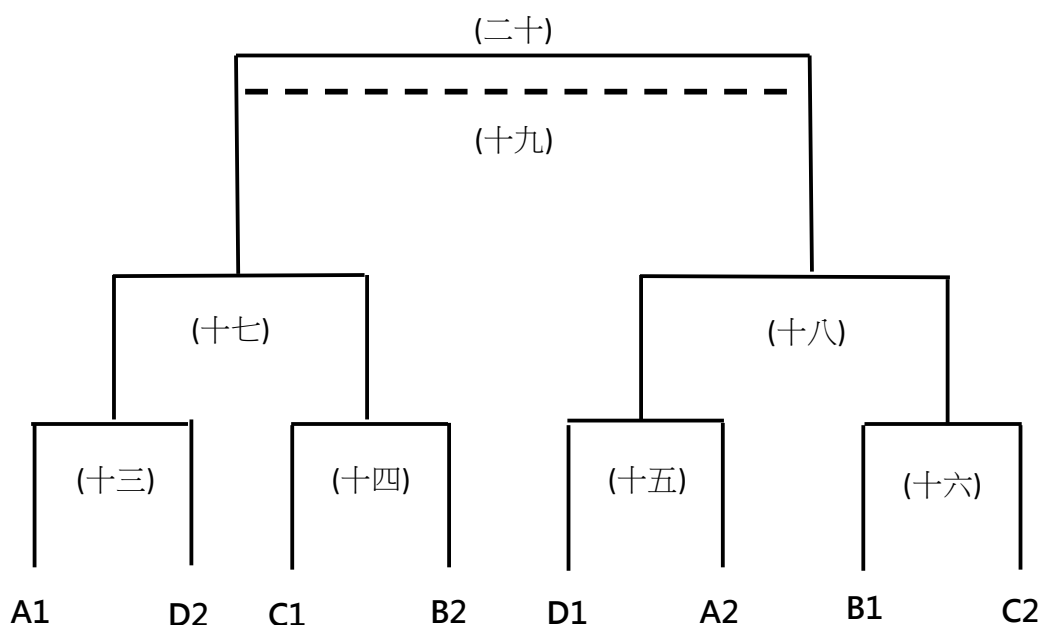 (二十)
(十九)
(十七) (十八)
(十三) (十四) (十五) (十六)
A1 D2 C1 B2 D1 A2 B1 C2